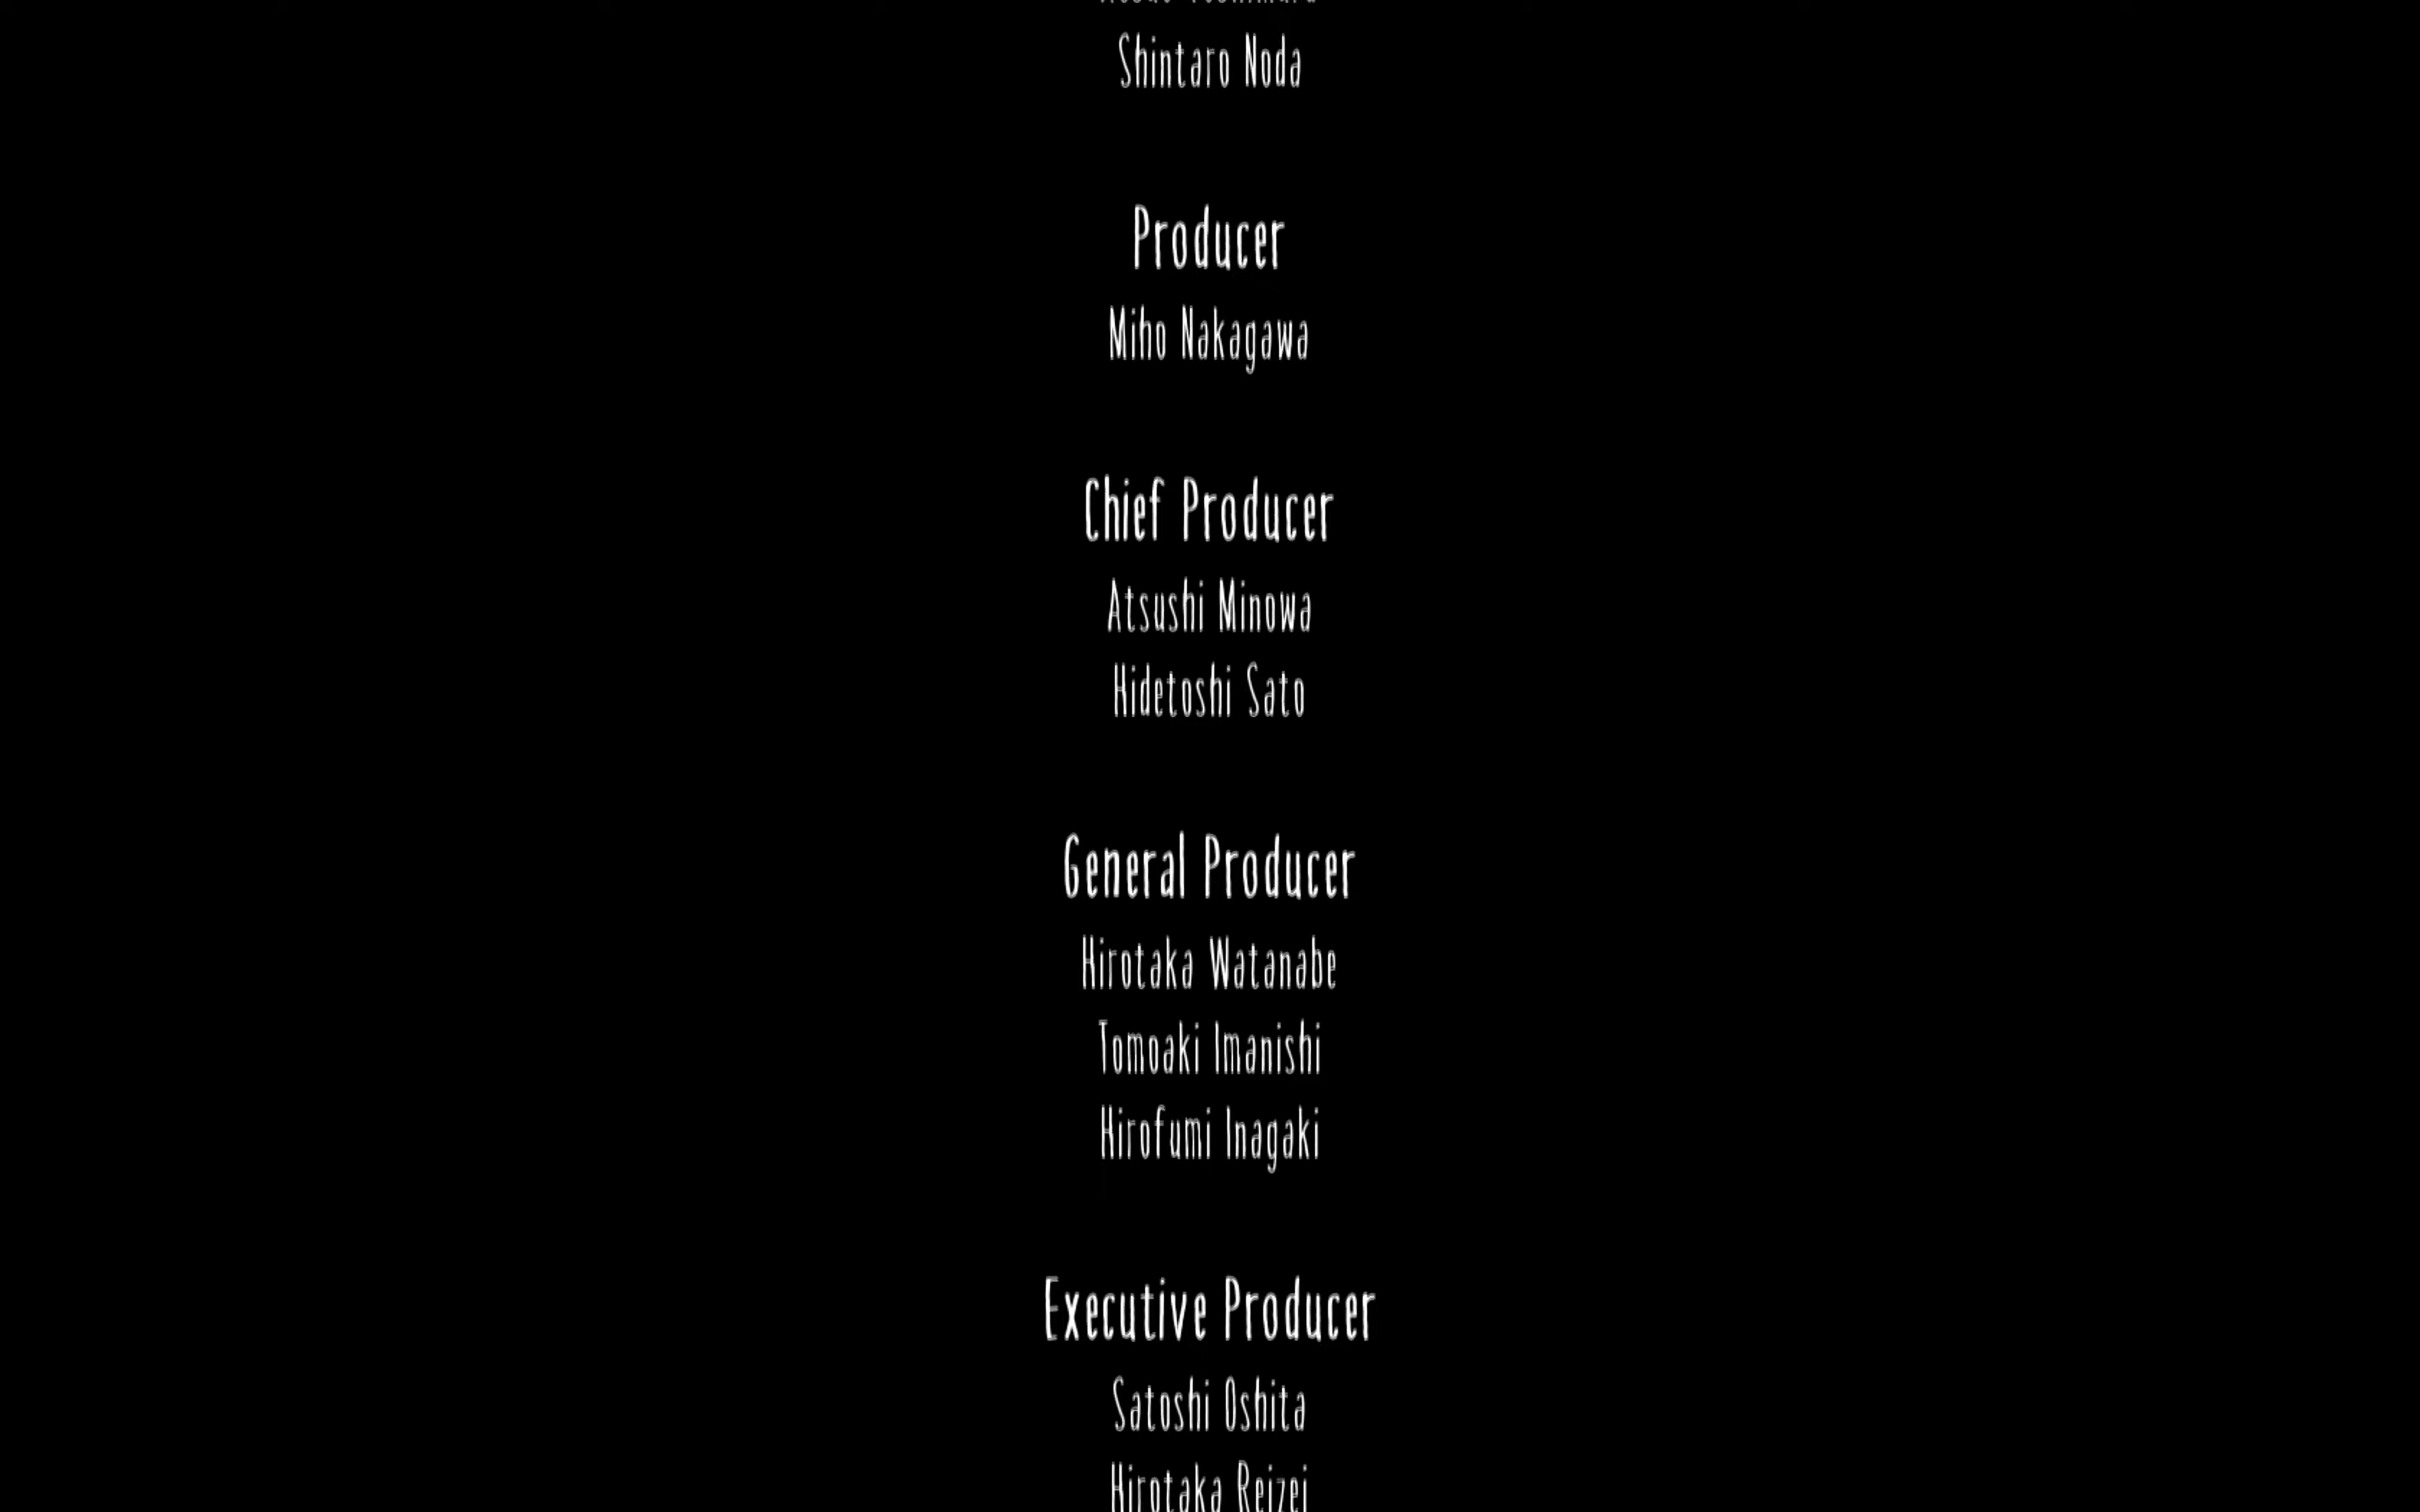 Shintaro Noda
Producer
Miho Nakagawa
Chief Producer
Atsushi Minowa
Hidetoshi Sato
General Producer
Hirotaka Watanabe
Tomoaki Imanishi
Hirofumi Inagaki
Executive Producer
Satoshi Oshita
Hirotaka Reizei